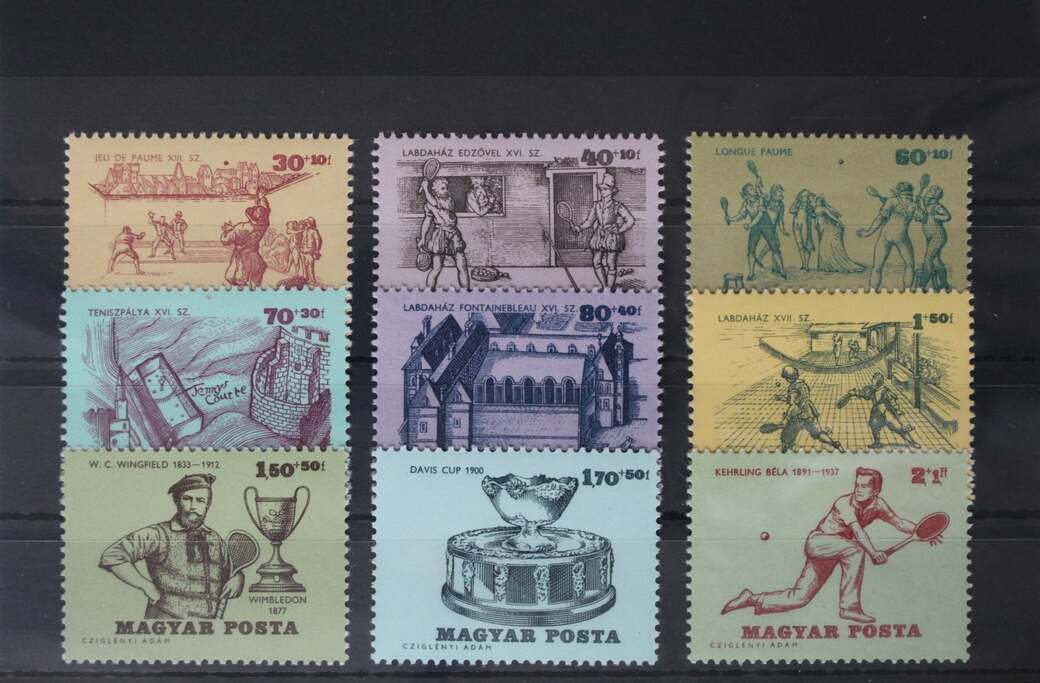 JEU DE PAUME XIII. SZ.
30+10f
LABDAHÁZ EDZŐVEL XVI. SZ.
40+10f
LONGUE PAUME
60+10f
TENISZPÁLYA XVI. SZ.
70+30f
Tennys
Courte
LABDAHÁZ FONTAINEBLEAU XVI. SZ.
80+40f
LABDAHÁZ XVII. SZ.
1+50f
W. C. WINGFIELD 1833—1912
1,50+50f
WIMBLEDON
1877
MAGYAR POSTA
CZIGLÉNYI ÁDÁM
DAVIS CUP 1900
1,70+50f
MAGYAR POSTA
CZIGLÉNYI ÁDÁM
KEHRLING BÉLA 1891—1937
2+1Ft
MAGYAR POSTA
CZIGLÉNYI ÁDÁM